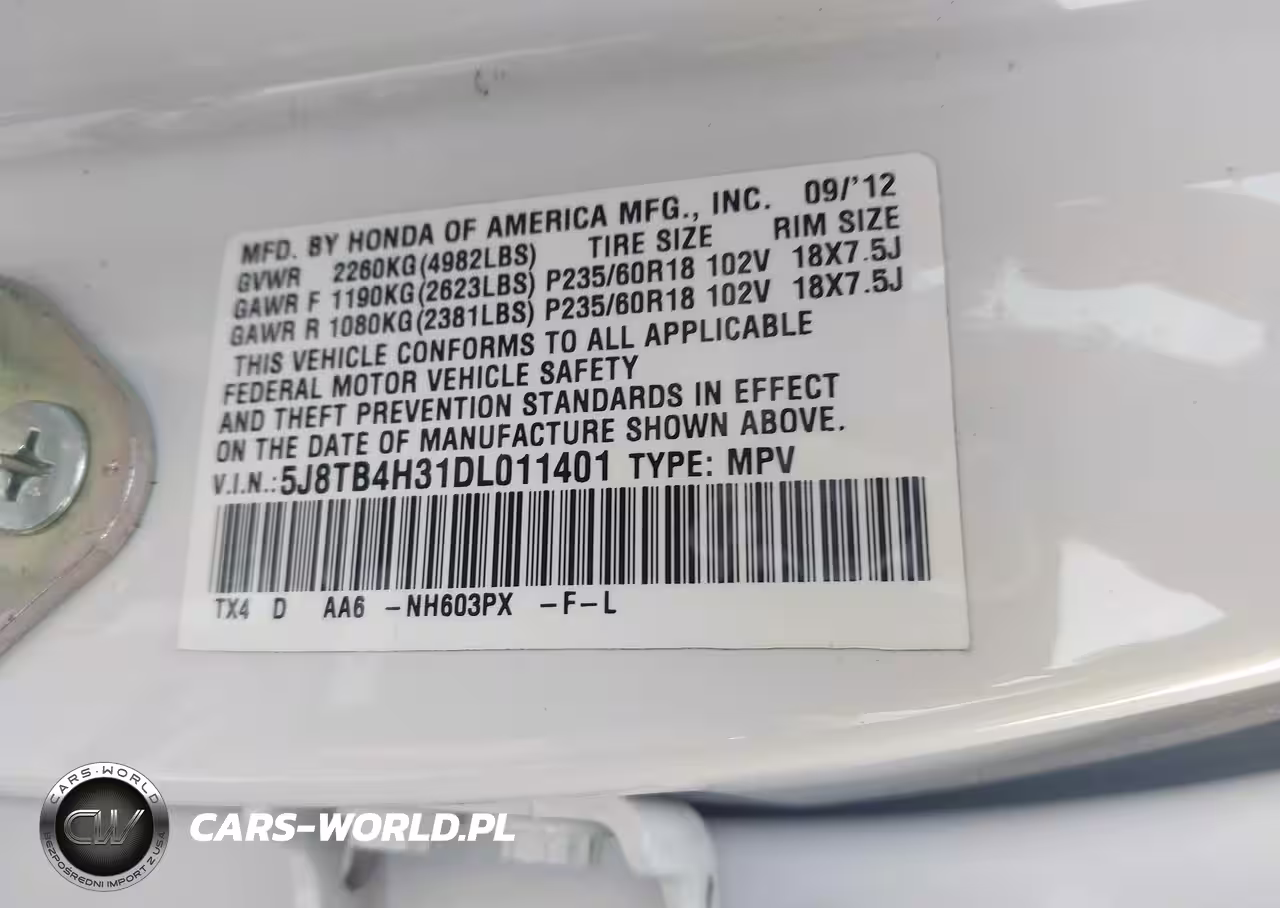 MFD. BY HONDA OF AMERICA MFG., INC. 09/'12
GVWR 2260KG(4982LBS) TIRE SIZE RIM SIZE
GAWR F 1190KG(2623LBS) P235/60R18 102V 18X7.5J
GAWR R 1080KG(2381LBS) P235/60R18 102V 18X7.5J
THIS VEHICLE CONFORMS TO ALL APPLICABLE
FEDERAL MOTOR VEHICLE SAFETY
AND THEFT PREVENTION STANDARDS IN EFFECT
ON THE DATE OF MANUFACTURE SHOWN ABOVE.
V.I.N.:5J8TB4H31DL011401 TYPE: MPV
TX4 D AA6 -NH603PX -F-L
CARS-WORLD
CW
BEZPOŚREDNI IMPORT Z USA
CARS-WORLD.PL